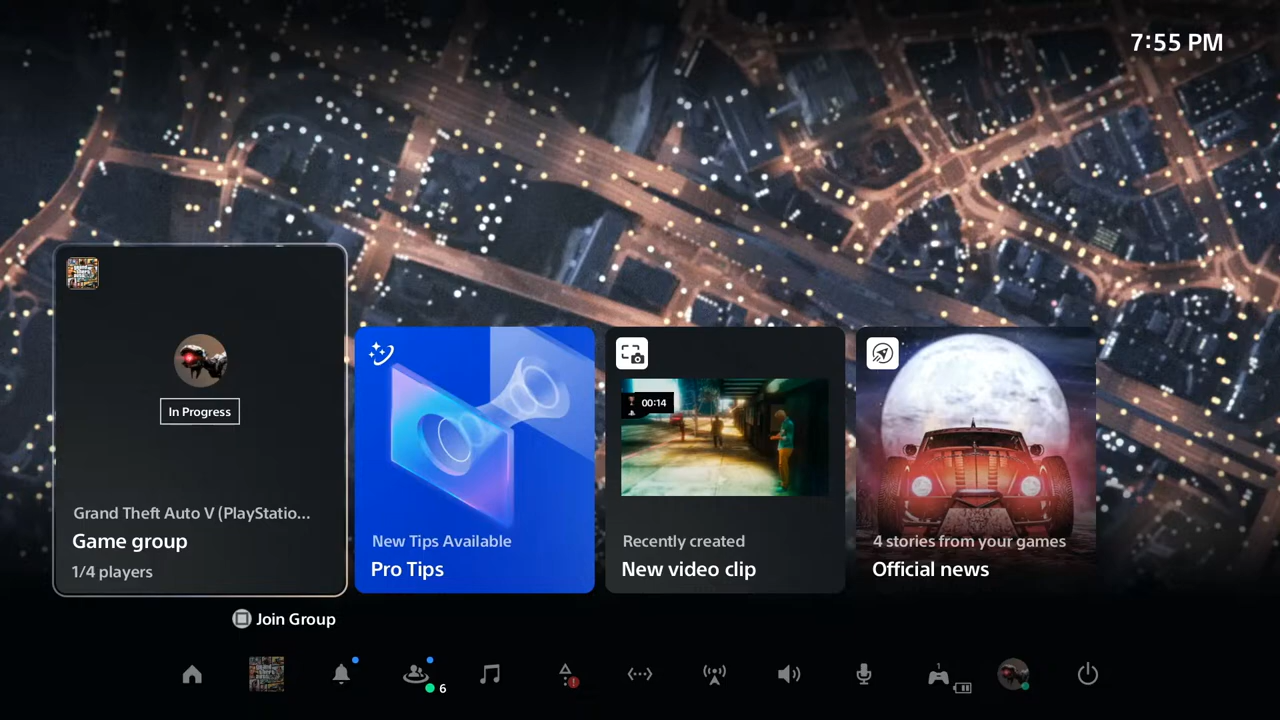 7:55 PM
In Progress
Grand Theft Auto V (PlayStatio...
Game group
1/4 players
Join Group
New Tips Available
Pro Tips
00:14
Recently created
New video clip
4 stories from your games
Official news
6
1